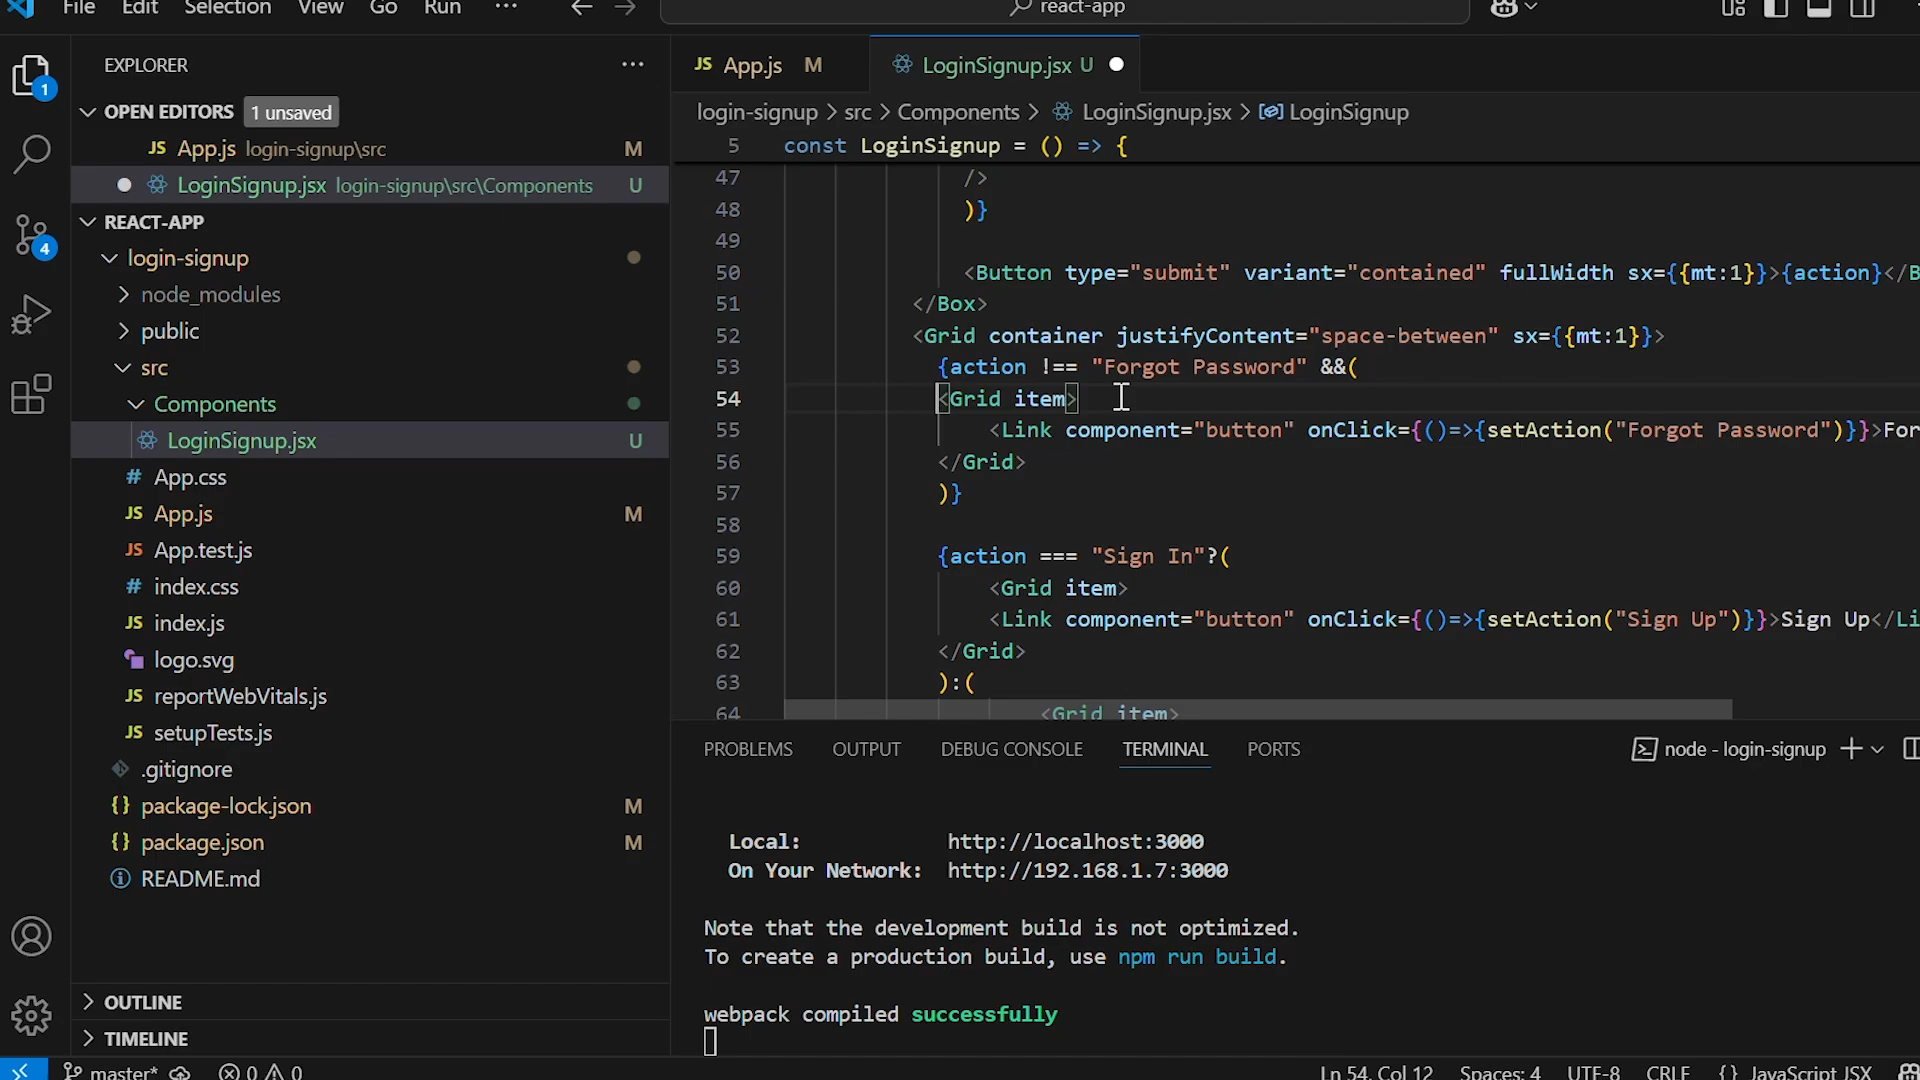 File Edit Selection View Go Run ··· react-app
EXPLORER ···
OPEN EDITORS 1 unsaved
JS App.js login-signup\src M
LoginSignup.jsx login-signup\src\Components U
REACT-APP
login-signup
node_modules
public
src
Components
LoginSignup.jsx U
# App.css
JS App.js M
JS App.test.js
# index.css
JS index.js
logo.svg
JS reportWebVitals.js
JS setupTests.js
.gitignore
{} package-lock.json M
{} package.json M
README.md
OUTLINE
TIMELINE
1
4
JS App.js M LoginSignup.jsx U
login-signup > src > Components > LoginSignup.jsx > LoginSignup
5 const LoginSignup = () => {
47 />
48 )}
49
50 <Button type="submit" variant="contained" fullWidth sx={{mt:1}}>{action}</B
51 </Box>
52 <Grid container justifyContent="space-between" sx={{mt:1}}>
53 {action !== "Forgot Password" &&(
54 <Grid item>
55 <Link component="button" onClick={()=>{setAction("Forgot Password")}}>For
56 </Grid>
57 )}
58
59 {action === "Sign In"?(
60 <Grid item>
61 <Link component="button" onClick={()=>{setAction("Sign Up")}}>Sign Up</Li
62 </Grid>
63 ):(
64 <Grid item>
PROBLEMS OUTPUT DEBUG CONSOLE TERMINAL PORTS node - login-signup
Local: http://localhost:3000
On Your Network: http://192.168.1.7:3000
Note that the development build is not optimized.
To create a production build, use npm run build.
webpack compiled successfully
master* 0 0 Ln 54, Col 12 Spaces: 4 UTF-8 CRLF {} JavaScript JSX